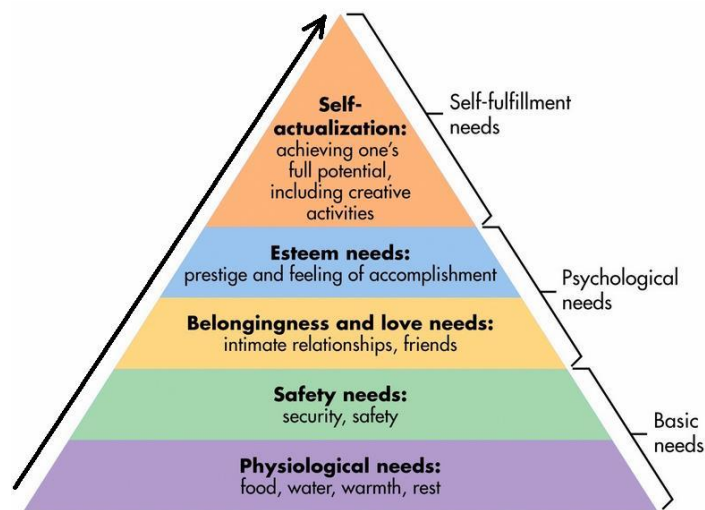 Self-
actualization:
achieving one's
full potential,
including creative
activities
Self-fulfillment
needs
Esteem needs:
prestige and feeling of accomplishment
Psychological
needs
Belongingness and love needs:
intimate relationships, friends
Safety needs:
security, safety
Basic
needs
Physiological needs:
food, water, warmth, rest